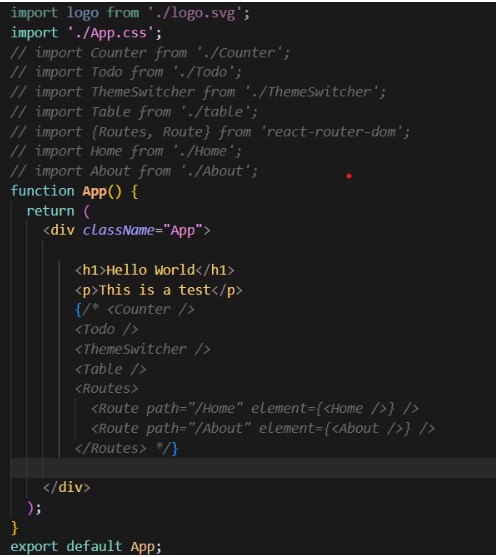 import logo from './logo.svg';
import './App.css';
// import Counter from './Counter';
// import Todo from './Todo';
// import ThemeSwitcher from './ThemeSwitcher';
// import Table from './table';
// import {Routes, Route} from 'react-router-dom';
// import Home from './Home';
// import About from './About';
function App() {
  return (
    <div className="App">

        <h1>Hello World</h1>
        <p>This is a test</p>
        {/* <Counter />
        <Todo />
        <ThemeSwitcher />
        <Table />
        <Routes>
          <Route path="/Home" element={<Home />} />
          <Route path="/About" element={<About />} />
        </Routes> */}

    </div>
  );
}
export default App;